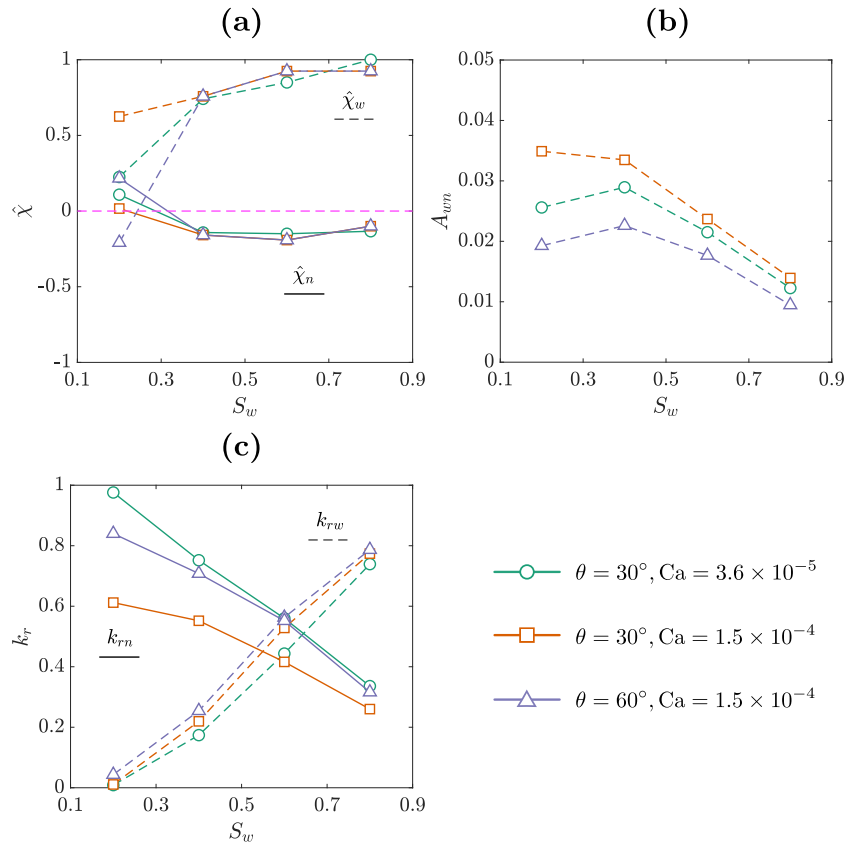 (a)
1
0.5
0
-0.5
-1
χ̂
χ̂_w
χ̂_n
0.1 0.3 0.5 0.7 0.9
S_w
(b)
0.05
0.04
0.03
0.02
0.01
0
A_wn
0.1 0.3 0.5 0.7 0.9
S_w
(c)
1
0.8
0.6
0.4
0.2
0
k_r
k_rw
k_rn
0.1 0.3 0.5 0.7 0.9
S_w
θ = 30°, Ca = 3.6 × 10⁻⁵
θ = 30°, Ca = 1.5 × 10⁻⁴
θ = 60°, Ca = 1.5 × 10⁻⁴